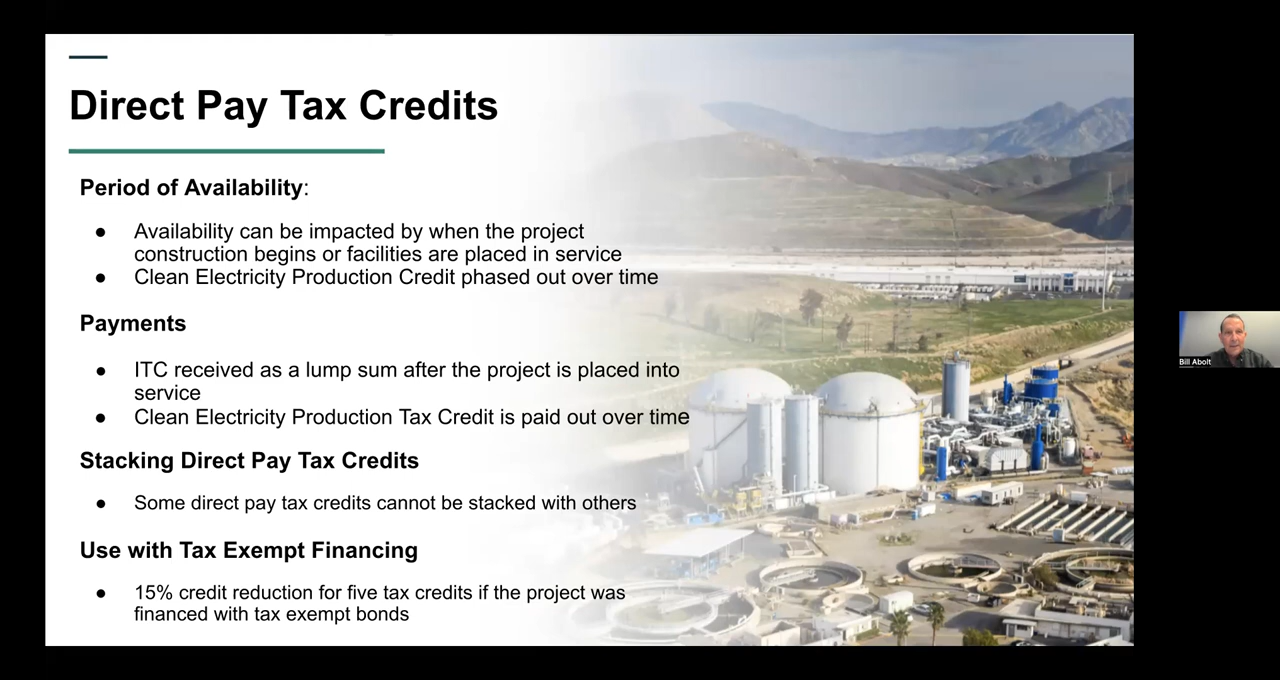 Direct Pay Tax Credits
Period of Availability:
● Availability can be impacted by when the project
construction begins or facilities are placed in service
● Clean Electricity Production Credit phased out over time
Payments
● ITC received as a lump sum after the project is placed into
service
● Clean Electricity Production Tax Credit is paid out over time
Stacking Direct Pay Tax Credits
● Some direct pay tax credits cannot be stacked with others
Use with Tax Exempt Financing
● 15% credit reduction for five tax credits if the project was
financed with tax exempt bonds
Bill Abolt